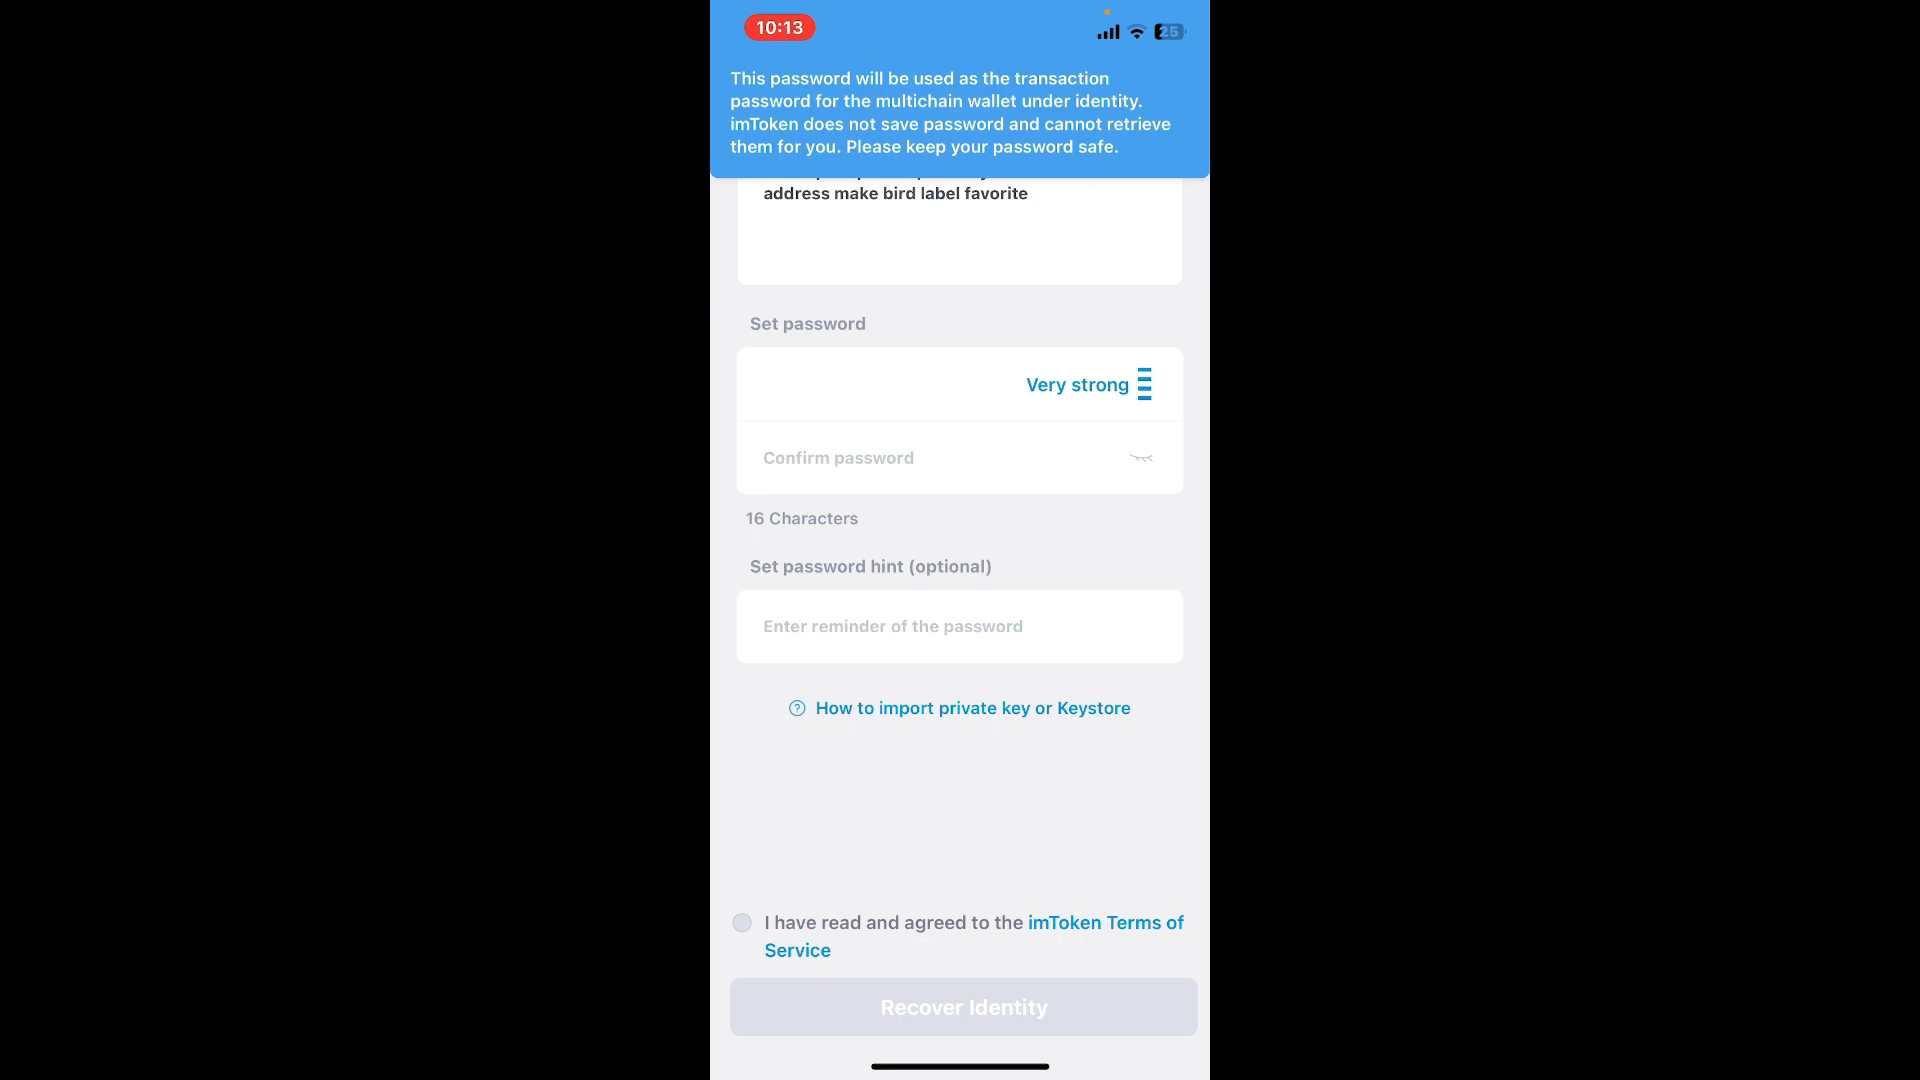 10:13
25
This password will be used as the transaction
password for the multichain wallet under identity.
imToken does not save password and cannot retrieve
them for you. Please keep your password safe.
address make bird label favorite
Set password
Very strong
Confirm password
16 Characters
Set password hint (optional)
Enter reminder of the password
How to import private key or Keystore
I have read and agreed to the imToken Terms of
Service
Recover Identity